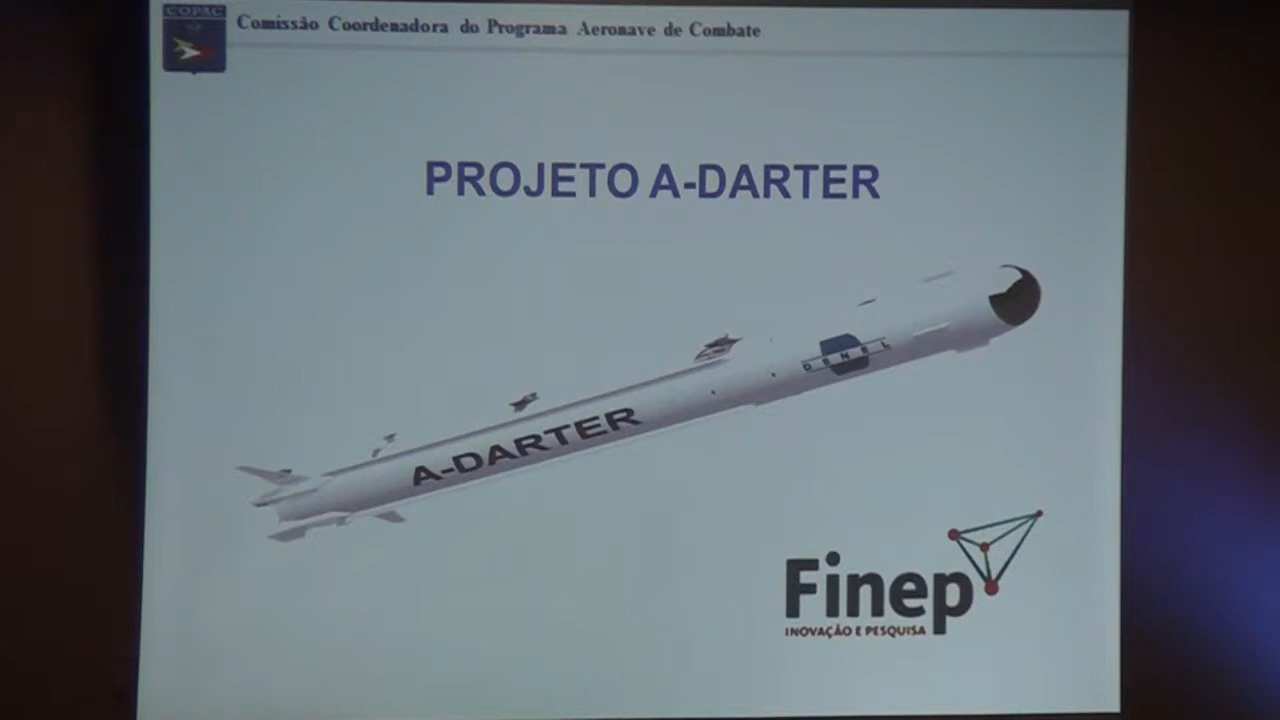 COPAC
Comissão Coordenadora do Programa Aeronave de Combate
PROJETO A-DARTER
DENEL
A-DARTER
Finep
INOVAÇÃO E PESQUISA